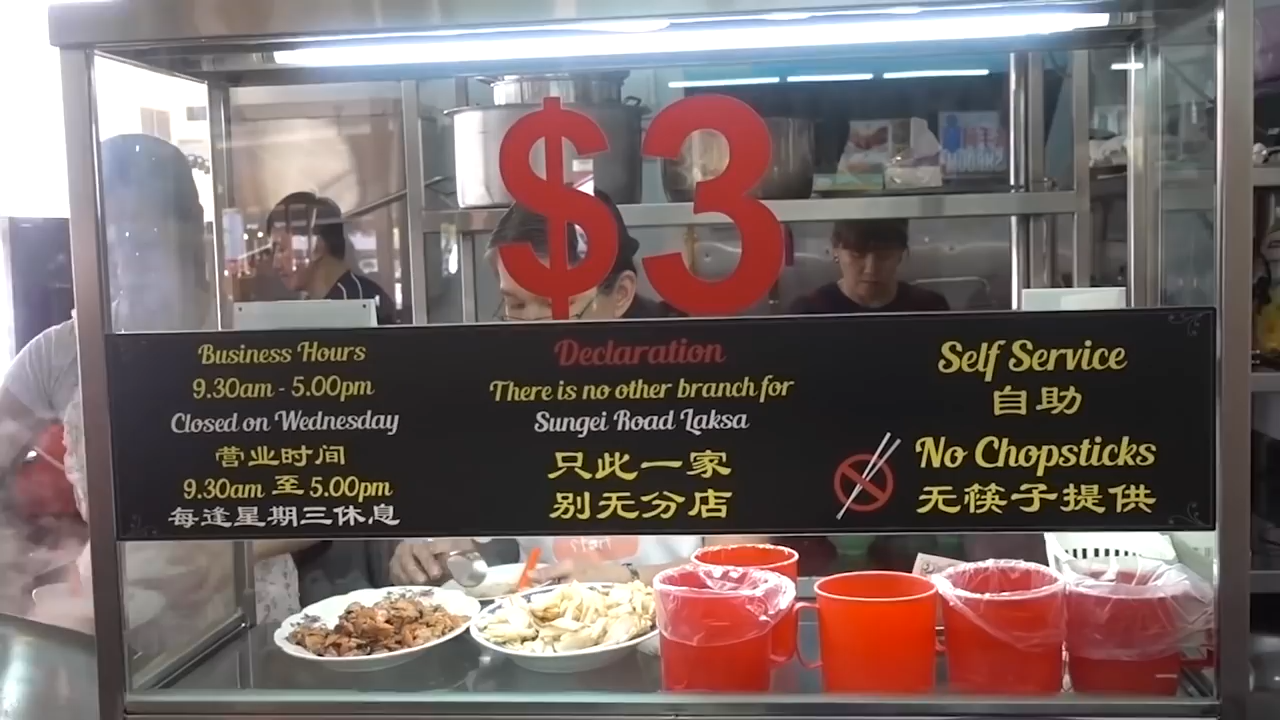 $3
Business Hours
9.30am - 5.00pm
Closed on Wednesday
营业时间
9.30am 至 5.00pm
每逢星期三休息
Declaration
There is no other branch for
Sungei Road Laksa
只此一家
别无分店
Self Service
自助
No Chopsticks
无筷子提供